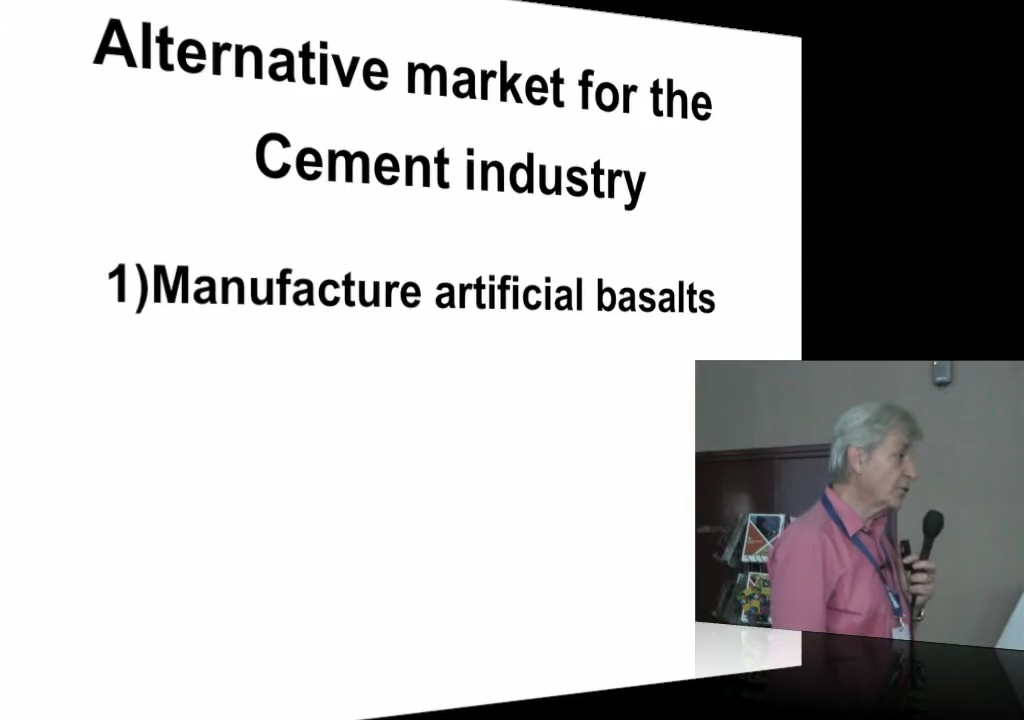 Alternative market for the
Cement industry
1)Manufacture artificial basalts